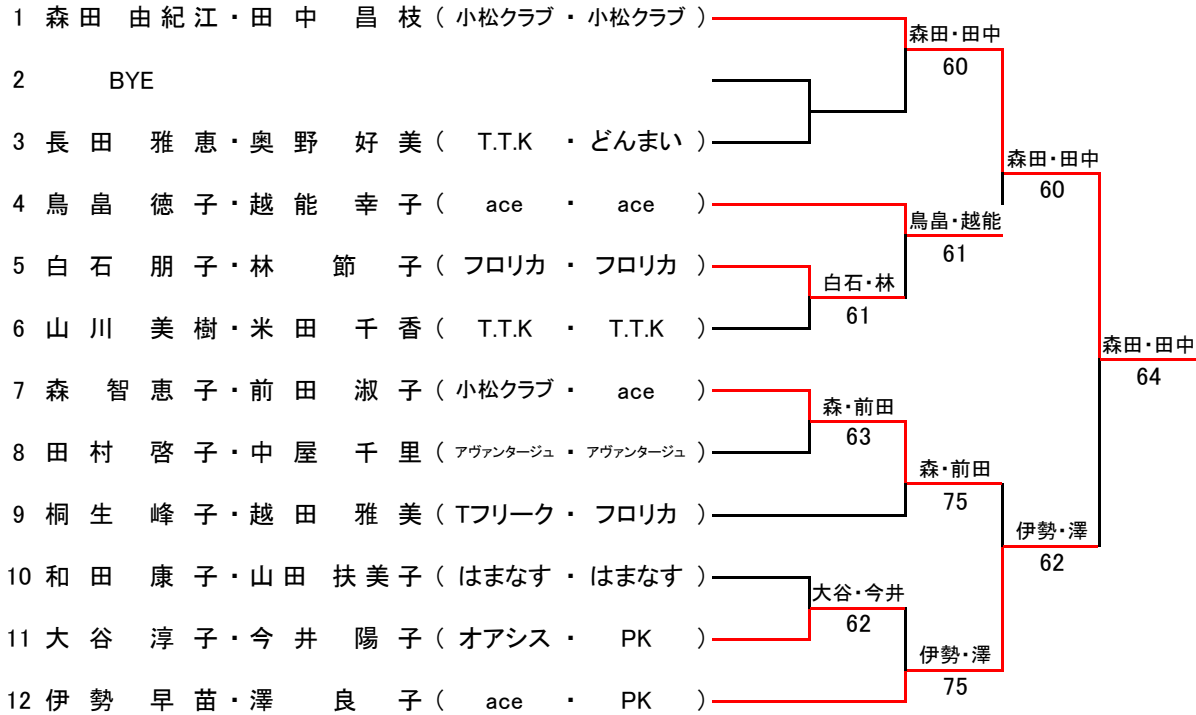 1 森田 由紀江・田中 昌枝 ( 小松クラブ ・ 小松クラブ )
森田・田中
60
2 BYE
3 長田 雅恵・奥野 好美 ( T.T.K ・ どんまい )
森田・田中
60
4 鳥畠 徳子・越能 幸子 ( ace ・ ace )
鳥畠・越能
61
5 白石 朋子・林 節子 ( フロリカ ・ フロリカ )
白石・林
61
6 山川 美樹・米田 千香 ( T.T.K ・ T.T.K )
森田・田中
64
7 森 智恵子・前田 淑子 ( 小松クラブ ・ ace )
森・前田
63
8 田村 啓子・中屋 千里 ( アヴァンタージュ ・ アヴァンタージュ )
森・前田
75
9 桐生 峰子・越田 雅美 ( Tフリーク ・ フロリカ )
伊勢・澤
62
10 和田 康子・山田 扶美子 ( はまなす ・ はまなす )
大谷・今井
62
11 大谷 淳子・今井 陽子 ( オアシス ・ PK )
伊勢・澤
75
12 伊勢 早苗・澤 良子 ( ace ・ PK )